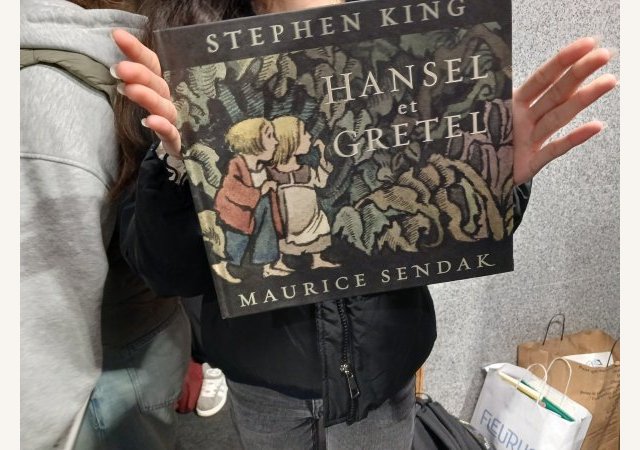 STEPHEN KING
HANSEL
et
GRETEL
MAURICE SENDAK